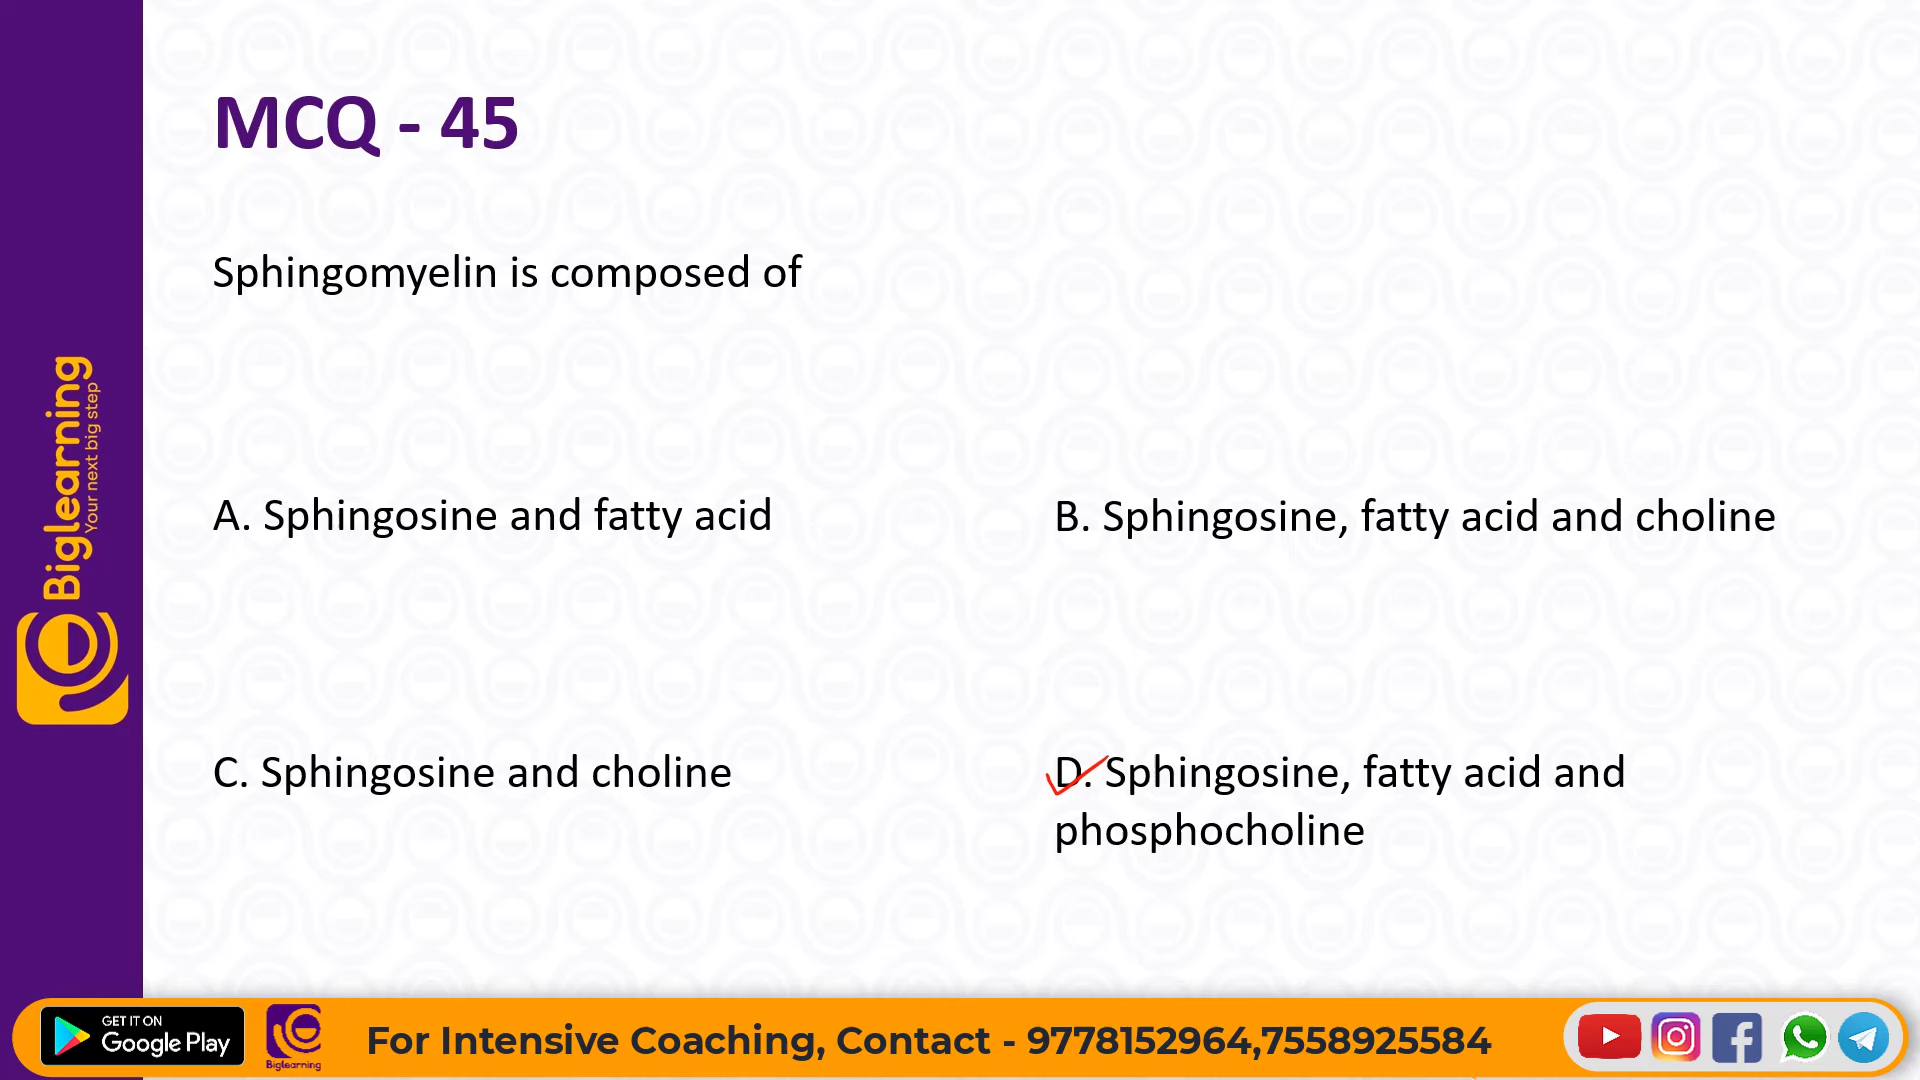 MCQ - 45
Sphingomyelin is composed of
A. Sphingosine and fatty acid
B. Sphingosine, fatty acid and choline
C. Sphingosine and choline
D. Sphingosine, fatty acid and
phosphocholine
Biglearning
Your next big step
GET IT ON
Google Play
Biglearning
For Intensive Coaching, Contact - 9778152964,7558925584